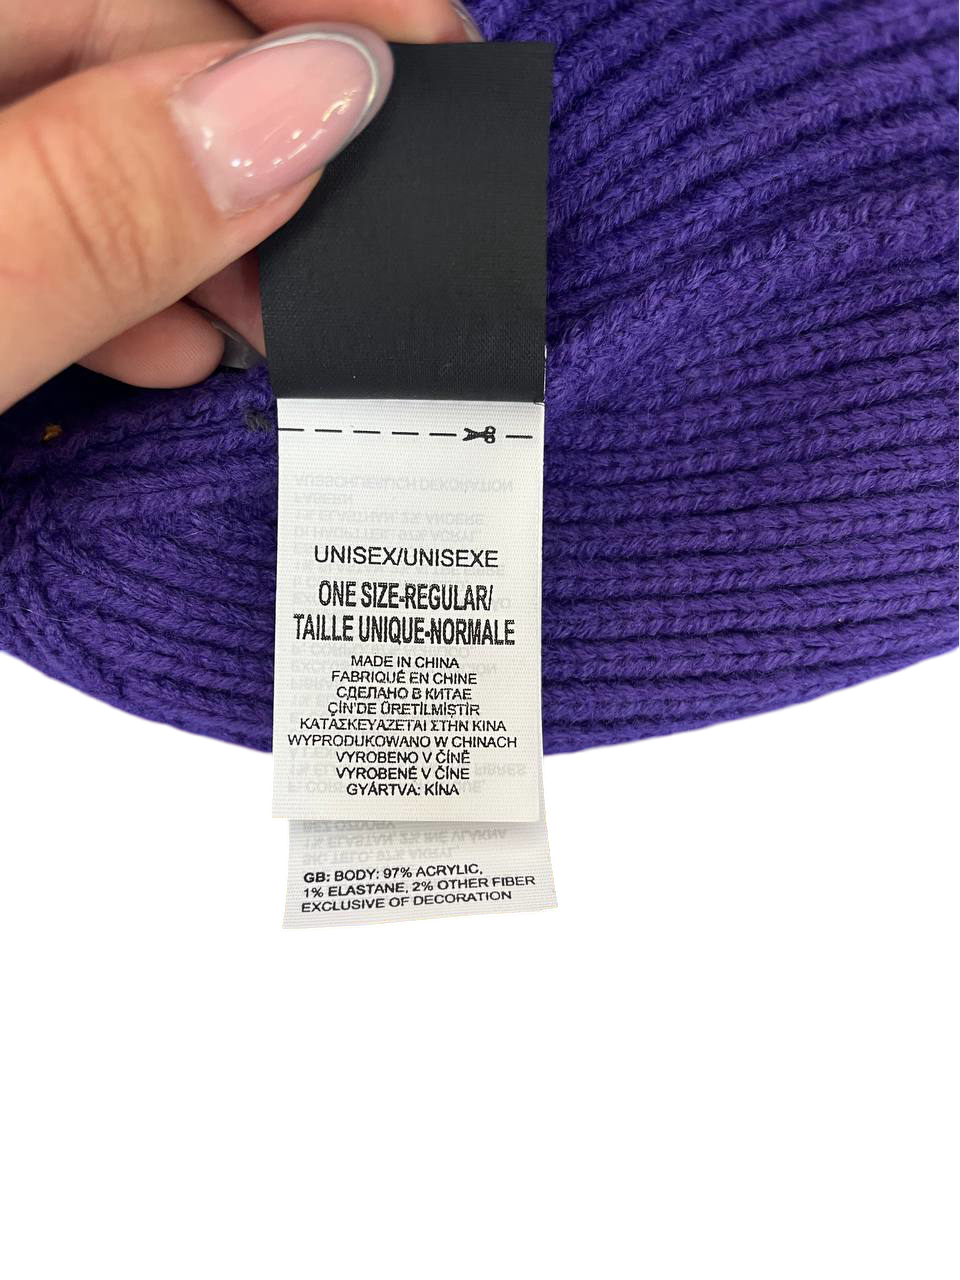 UNISEX/UNISEXE
ONE SIZE-REGULAR/
TAILLE UNIQUE-NORMALE
MADE IN CHINA
FABRIQUÉ EN CHINE
СДЕЛАНО В КИТАЕ
ÇİN'DE ÜRETİLMİŞTİR
ΚΑΤΑΣΚΕΥΑΖΕΤΑΙ ΣΤΗΝ ΚΙΝΑ
WYPRODUKOWANO W CHINACH
VYROBENO V ČÍNĚ
VYROBENÉ V ČÍNE
GYÁRTVA: KÍNA
GB: BODY: 97% ACRYLIC,
1% ELASTANE, 2% OTHER FIBER
EXCLUSIVE OF DECORATION